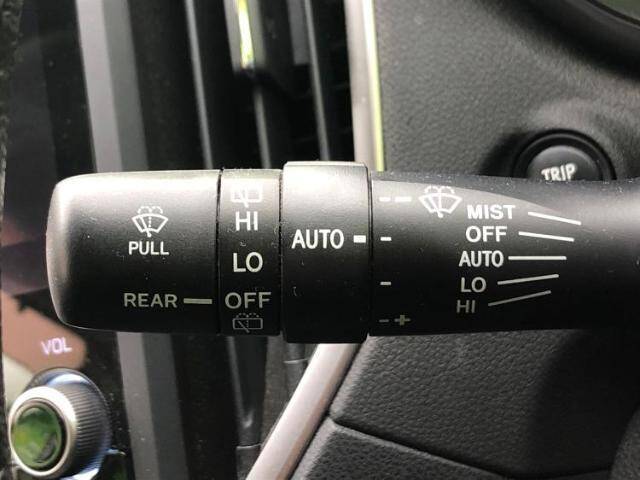 PULL
REAR
HI
LO
OFF
AUTO
- -
-
-
- +
MIST
OFF
AUTO
LO
HI
TRIP
VOL